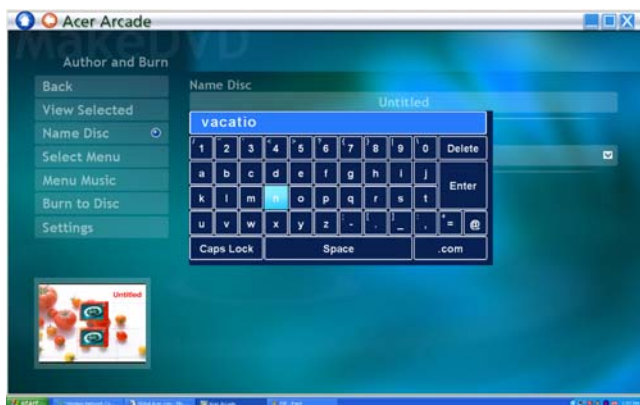 Acer Arcade
MakeDVD
Author and Burn
Back
View Selected
Name Disc
Select Menu
Menu Music
Burn to Disc
Settings
Name Disc
Untitled
vacatio
1 2 3 4 5 6 7 8 9 0 Delete
a b c d e f g h i j
Enter
k l m n o p q r s t
u v w x y z - . _ , = @
Caps Lock Space .com
Untitled
start